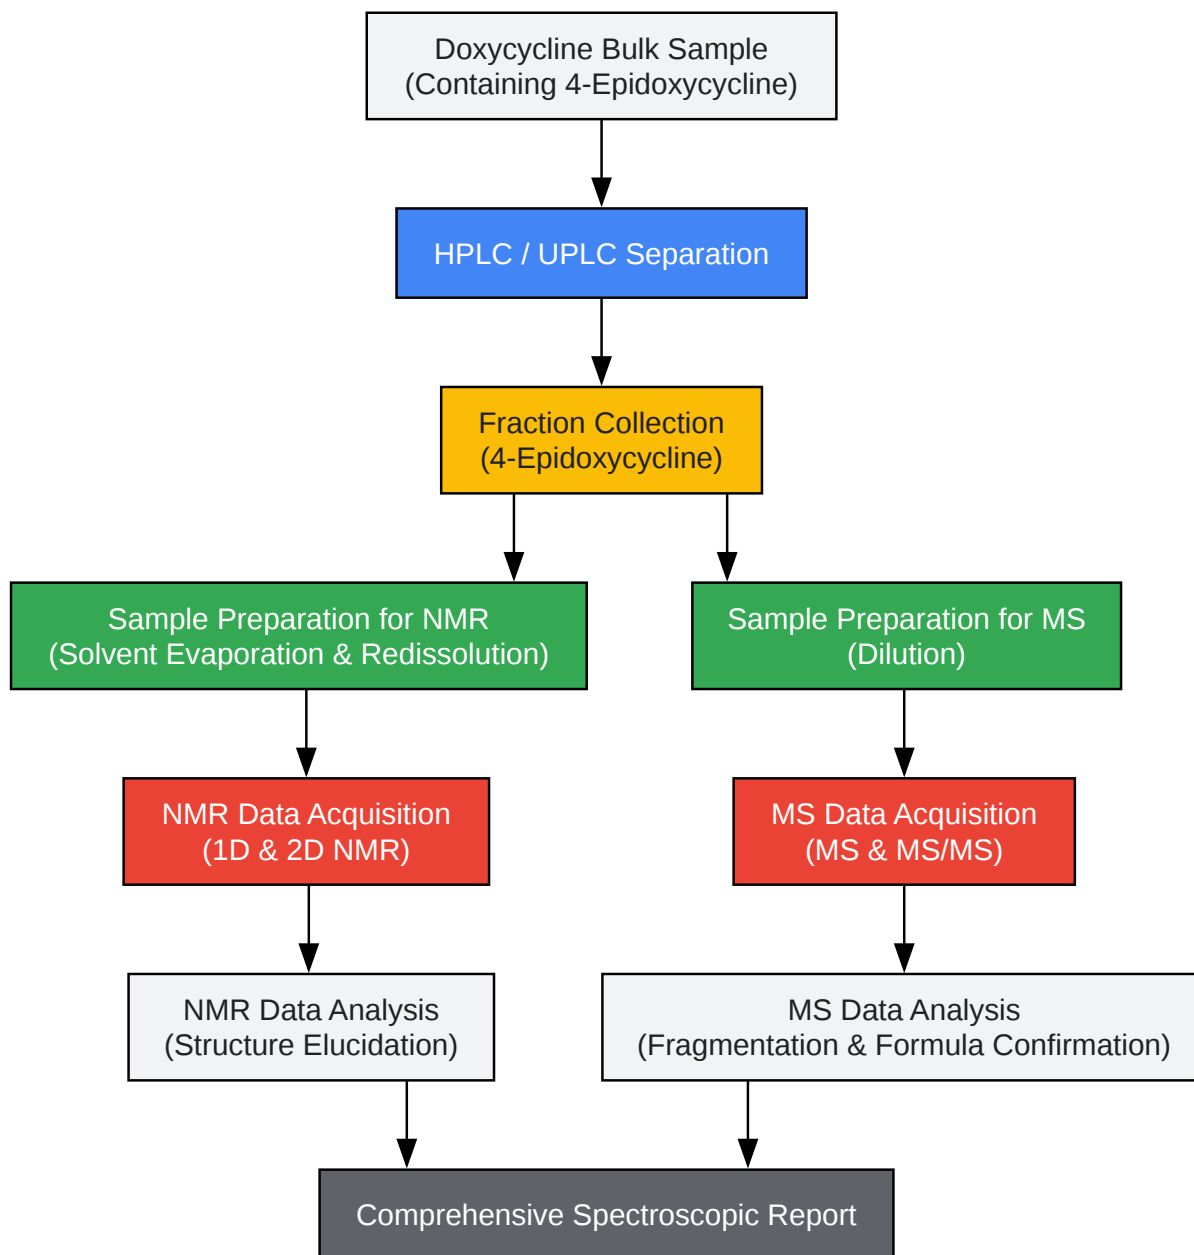 Doxycycline Bulk Sample
(Containing 4-Epidoxycycline)
HPLC / UPLC Separation
Fraction Collection
(4-Epidoxycycline)
Sample Preparation for NMR
(Solvent Evaporation & Redissolution)
Sample Preparation for MS
(Dilution)
NMR Data Acquisition
(1D & 2D NMR)
MS Data Acquisition
(MS & MS/MS)
NMR Data Analysis
(Structure Elucidation)
MS Data Analysis
(Fragmentation & Formula Confirmation)
Comprehensive Spectroscopic Report